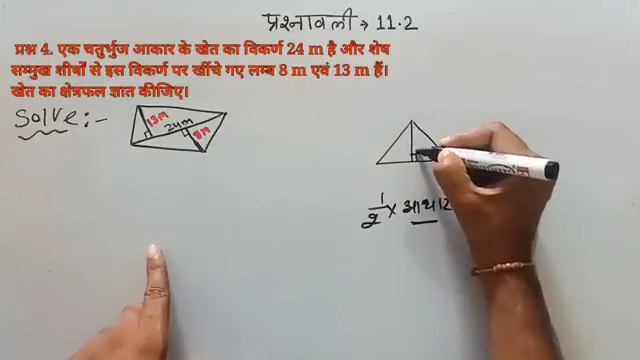 प्रश्नावली → 11.2
प्रश्न 4. एक चतुर्भुज आकार के खेत का विकर्ण 24 m है और शेष
सम्मुख शीर्षों से इस विकर्ण पर खींचे गए लम्ब 8 m एवं 13 m हैं।
खेत का क्षेत्रफल ज्ञात कीजिए।
Solve:-
13m
24m
8m
1/2 × आधार